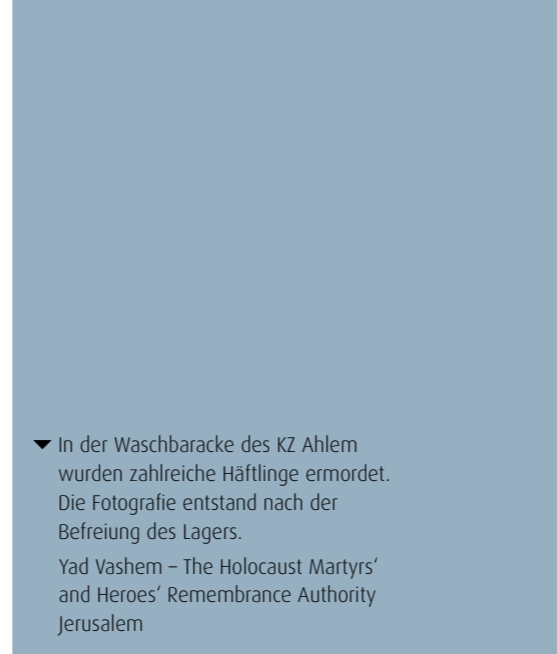 In der Waschbaracke des KZ Ahlem
wurden zahlreiche Häftlinge ermordet.
Die Fotografie entstand nach der
Befreiung des Lagers.
Yad Vashem – The Holocaust Martyrs’
and Heroes’ Remembrance Authority
Jerusalem